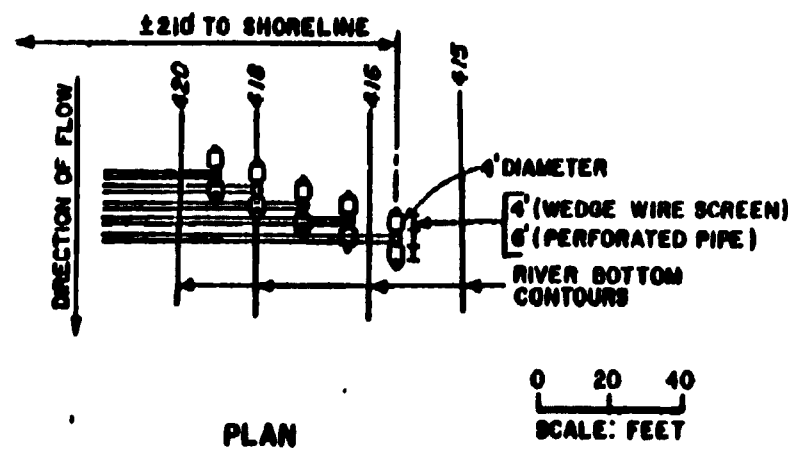 ±210' TO SHORELINE
420
418
416
415
DIRECTION OF FLOW
4' DIAMETER
4' (WEDGE WIRE SCREEN)
6' (PERFORATED PIPE)
RIVER BOTTOM
CONTOURS
0 20 40
SCALE: FEET
PLAN